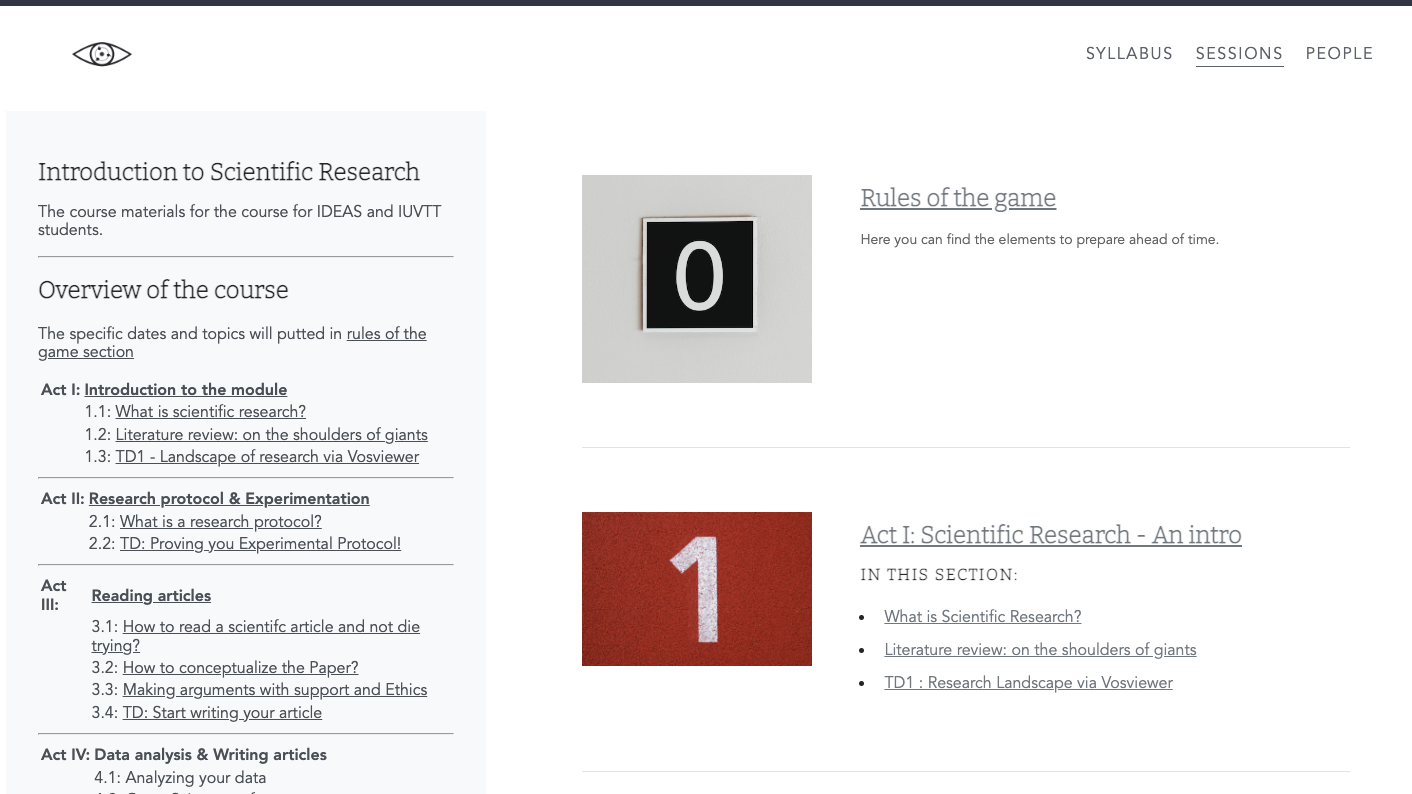 SYLLABUS SESSIONS PEOPLE
Introduction to Scientific Research
The course materials for the course for IDEAS and IUVTT
students.
Overview of the course
The specific dates and topics will putted in rules of the
game section
Act I: Introduction to the module
1.1: What is scientific research?
1.2: Literature review: on the shoulders of giants
1.3: TD1 - Landscape of research via Vosviewer
Act II: Research protocol & Experimentation
2.1: What is a research protocol?
2.2: TD: Proving you Experimental Protocol!
Act
III: Reading articles
3.1: How to read a scientifc article and not die
trying?
3.2: How to conceptualize the Paper?
3.3: Making arguments with support and Ethics
3.4: TD: Start writing your article
Act IV: Data analysis & Writing articles
4.1: Analyzing your data
0
Rules of the game
Here you can find the elements to prepare ahead of time.
1
Act I: Scientific Research - An intro
IN THIS SECTION:
What is Scientific Research?
Literature review: on the shoulders of giants
TD1 : Research Landscape via Vosviewer